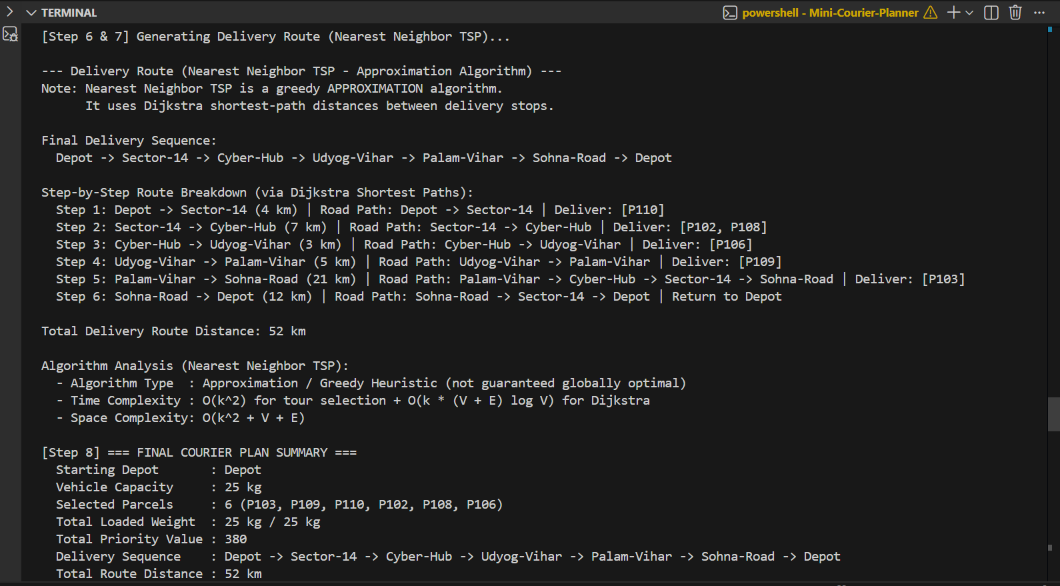 TERMINAL
powershell - Mini-Courier-Planner
[Step 6 & 7] Generating Delivery Route (Nearest Neighbor TSP)...
--- Delivery Route (Nearest Neighbor TSP - Approximation Algorithm) ---
Note: Nearest Neighbor TSP is a greedy APPROXIMATION algorithm.
It uses Dijkstra shortest-path distances between delivery stops.
Final Delivery Sequence:
Depot -> Sector-14 -> Cyber-Hub -> Udyog-Vihar -> Palam-Vihar -> Sohna-Road -> Depot
Step-by-Step Route Breakdown (via Dijkstra Shortest Paths):
Step 1: Depot -> Sector-14 (4 km) | Road Path: Depot -> Sector-14 | Deliver: [P110]
Step 2: Sector-14 -> Cyber-Hub (7 km) | Road Path: Sector-14 -> Cyber-Hub | Deliver: [P102, P108]
Step 3: Cyber-Hub -> Udyog-Vihar (3 km) | Road Path: Cyber-Hub -> Udyog-Vihar | Deliver: [P106]
Step 4: Udyog-Vihar -> Palam-Vihar (5 km) | Road Path: Udyog-Vihar -> Palam-Vihar | Deliver: [P109]
Step 5: Palam-Vihar -> Sohna-Road (21 km) | Road Path: Palam-Vihar -> Cyber-Hub -> Sector-14 -> Sohna-Road | Deliver: [P103]
Step 6: Sohna-Road -> Depot (12 km) | Road Path: Sohna-Road -> Sector-14 -> Depot | Return to Depot
Total Delivery Route Distance: 52 km
Algorithm Analysis (Nearest Neighbor TSP):
- Algorithm Type  : Approximation / Greedy Heuristic (not guaranteed globally optimal)
- Time Complexity : O(k^2) for tour selection + O(k * (V + E) log V) for Dijkstra
- Space Complexity: O(k^2 + V + E)
[Step 8] === FINAL COURIER PLAN SUMMARY ===
Starting Depot       : Depot
Vehicle Capacity     : 25 kg
Selected Parcels     : 6 (P103, P109, P110, P102, P108, P106)
Total Loaded Weight  : 25 kg / 25 kg
Total Priority Value : 380
Delivery Sequence    : Depot -> Sector-14 -> Cyber-Hub -> Udyog-Vihar -> Palam-Vihar -> Sohna-Road -> Depot
Total Route Distance : 52 km